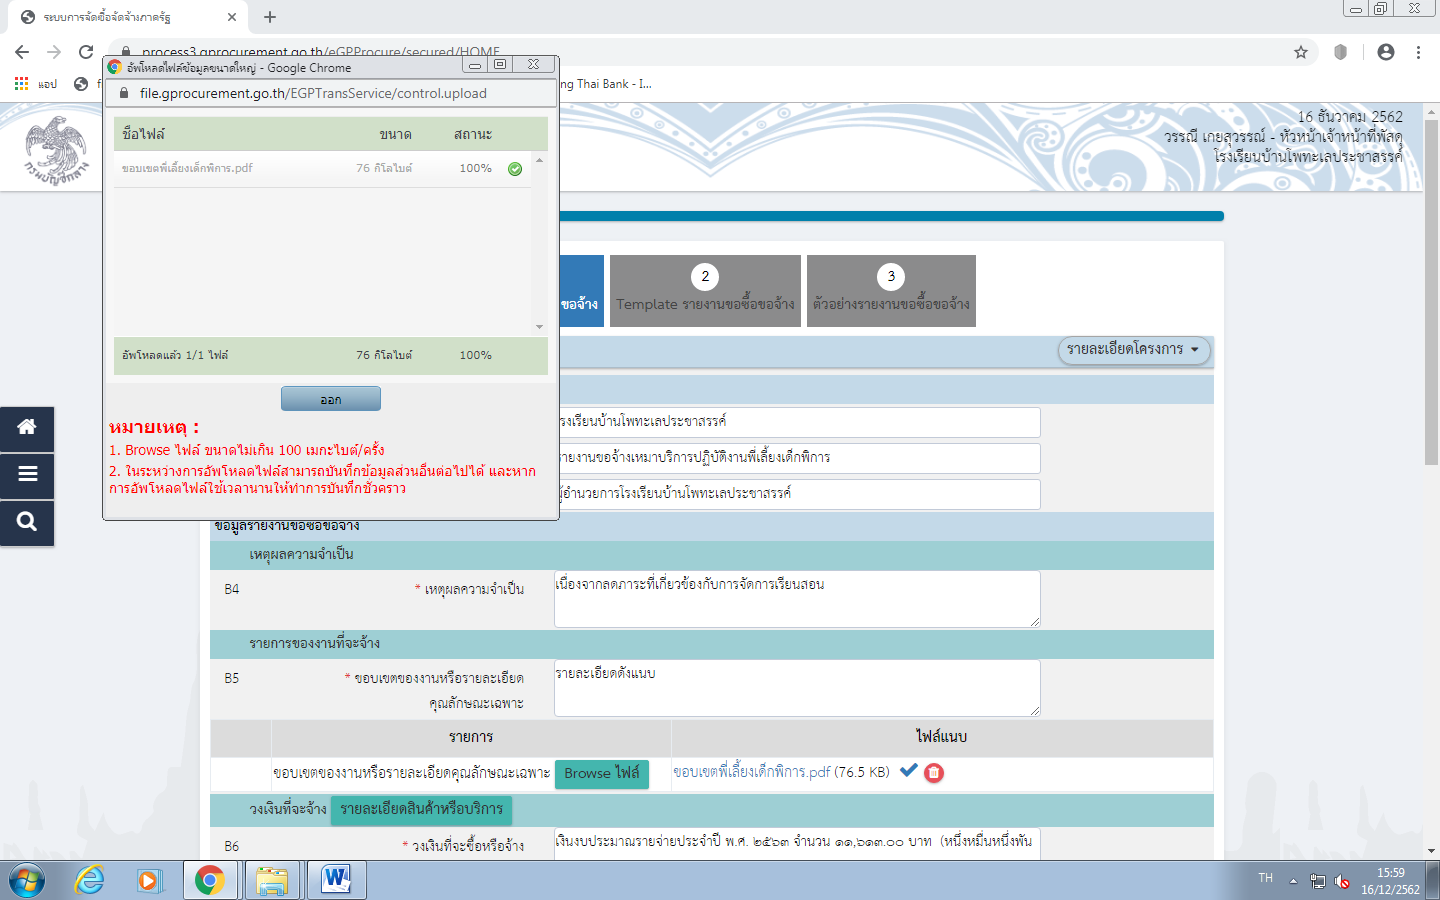 ระบบการจัดซื้อจัดจ้างภาครัฐ
process3.gprocurement.go.th/eGPProcure/secured/HOME
แอป
ng Thai Bank - I...
อัพโหลดไฟล์ข้อมูลขนาดใหญ่ - Google Chrome
file.gprocurement.go.th/EGPTransService/control.upload
ชื่อไฟล์ ขนาด สถานะ
ขอบเขตพี่เลี้ยงเด็กพิการ.pdf 76 กิโลไบต์ 100%
อัพโหลดแล้ว 1/1 ไฟล์ 76 กิโลไบต์ 100%
ออก
หมายเหตุ :
1. Browse ไฟล์ ขนาดไม่เกิน 100 เมกะไบต์/ครั้ง
2. ในระหว่างการอัพโหลดไฟล์สามารถบันทึกข้อมูลส่วนอื่นต่อไปได้ และหาก
การอัพโหลดไฟล์ใช้เวลานานให้ทำการบันทึกชั่วคราว
กรมบัญชีกลาง
16 ธันวาคม 2562
วรรณี เกยสุวรรณ์ - หัวหน้าเจ้าหน้าที่พัสดุ
โรงเรียนบ้านโพทะเลประชาสรรค์
ขอจ้าง
2
Template รายงานขอซื้อขอจ้าง
3
ตัวอย่างรายงานขอซื้อขอจ้าง
รายละเอียดโครงการ
โรงเรียนบ้านโพทะเลประชาสรรค์
รายงานขอจ้างเหมาบริการปฏิบัติงานพี่เลี้ยงเด็กพิการ
ผู้อำนวยการโรงเรียนบ้านโพทะเลประชาสรรค์
ข้อมูลรายงานขอซื้อขอจ้าง
เหตุผลความจำเป็น
B4 * เหตุผลความจำเป็น เนื่องจากลดภาระที่เกี่ยวข้องกับการจัดการเรียนสอน
รายการของงานที่จะจ้าง
B5 * ขอบเขตของงานหรือรายละเอียด รายละเอียดดังแนบ
คุณลักษณะเฉพาะ
รายการ ไฟล์แนบ
ขอบเขตของงานหรือรายละเอียดคุณลักษณะเฉพาะ Browse ไฟล์ ขอบเขตพี่เลี้ยงเด็กพิการ.pdf (76.5 KB)
วงเงินที่จะจ้าง รายละเอียดสินค้าหรือบริการ
B6 * วงเงินที่จะซื้อหรือจ้าง เงินงบประมาณรายจ่ายประจำปี พ.ศ. ๒๕๖๓ จำนวน ๑๑,๖๑๓.๐๐ บาท (หนึ่งหมื่นหนึ่งพัน
TH
15:59
16/12/2562